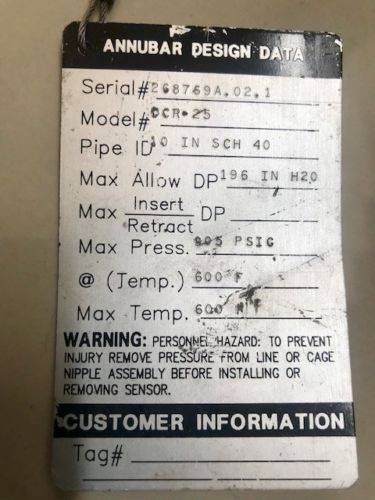 ANNUBAR DESIGN DATA
Serial# 268769A.02.1
Model# DCR-25
Pipe ID 10 IN SCH 40
Max Allow DP 196 IN H2O
Max Insert/Retract DP
Max Press. 905 PSIG
@ (Temp.) 600 F
Max Temp. 600
WARNING: PERSONNEL HAZARD: TO PREVENT
INJURY REMOVE PRESSURE FROM LINE OR CAGE
NIPPLE ASSEMBLY BEFORE INSTALLING OR
REMOVING SENSOR.
CUSTOMER INFORMATION
Tag#